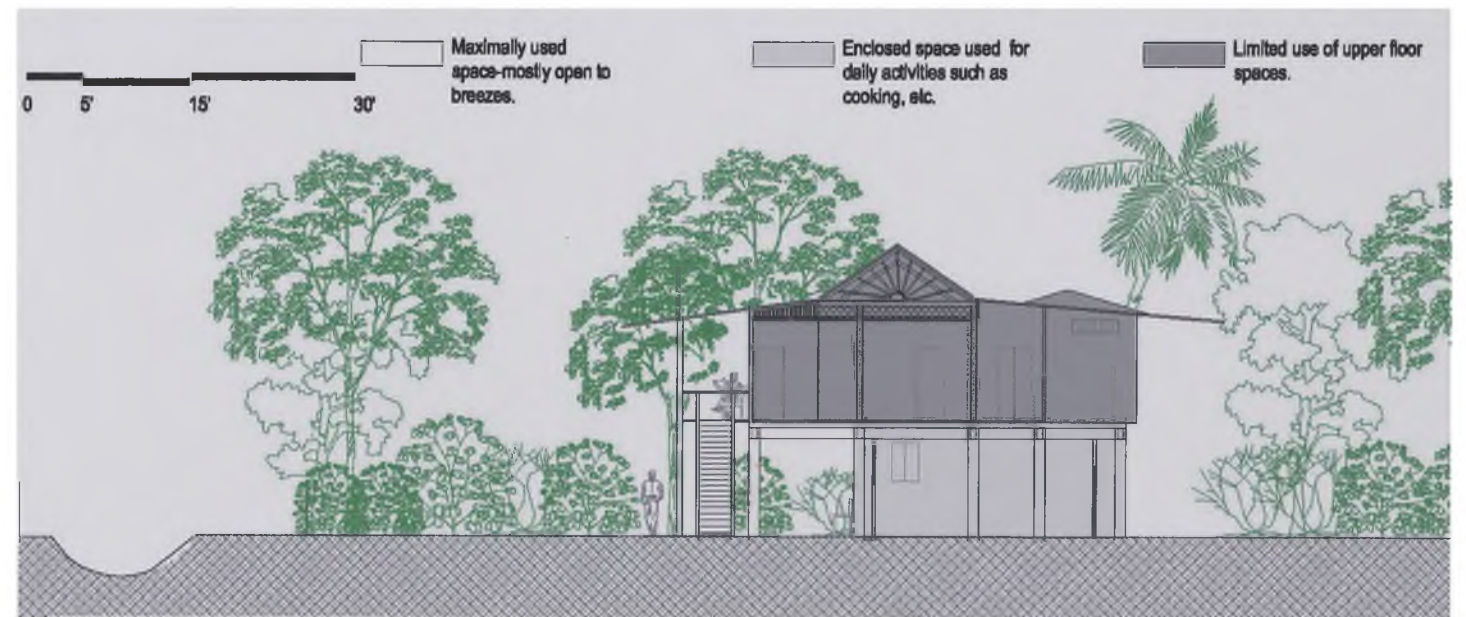 0 5' 15' 30'
Maximally used
space-mostly open to
breezes.
Enclosed space used for
daily activities such as
cooking, etc.
Limited use of upper floor
spaces.